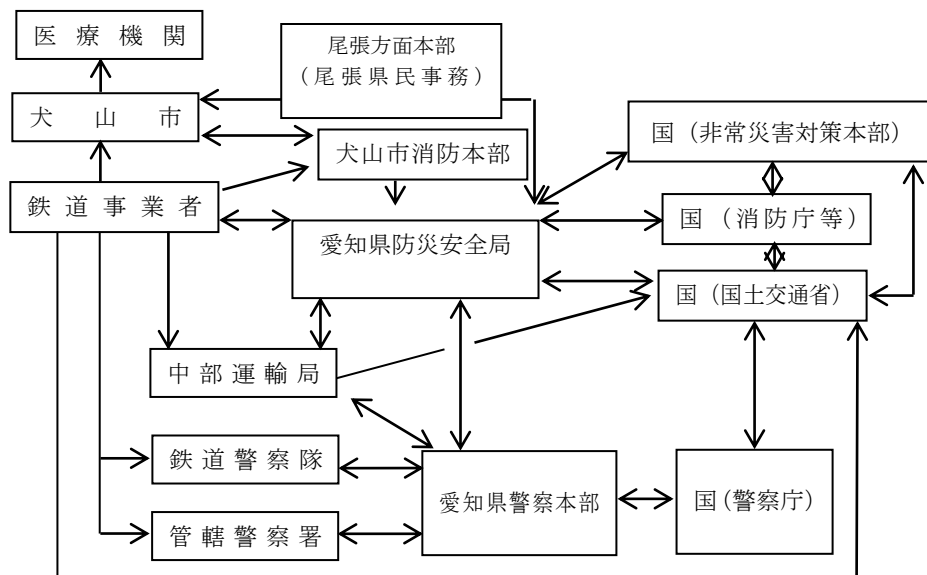 医療機関
尾張方面本部
(尾張県民事務)
犬山市
国(非常災害対策本部)
犬山市消防本部
鉄道事業者
国(消防庁等)
愛知県防災安全局
国(国土交通省)
中部運輸局
鉄道警察隊
愛知県警察本部
国(警察庁)
管轄警察署